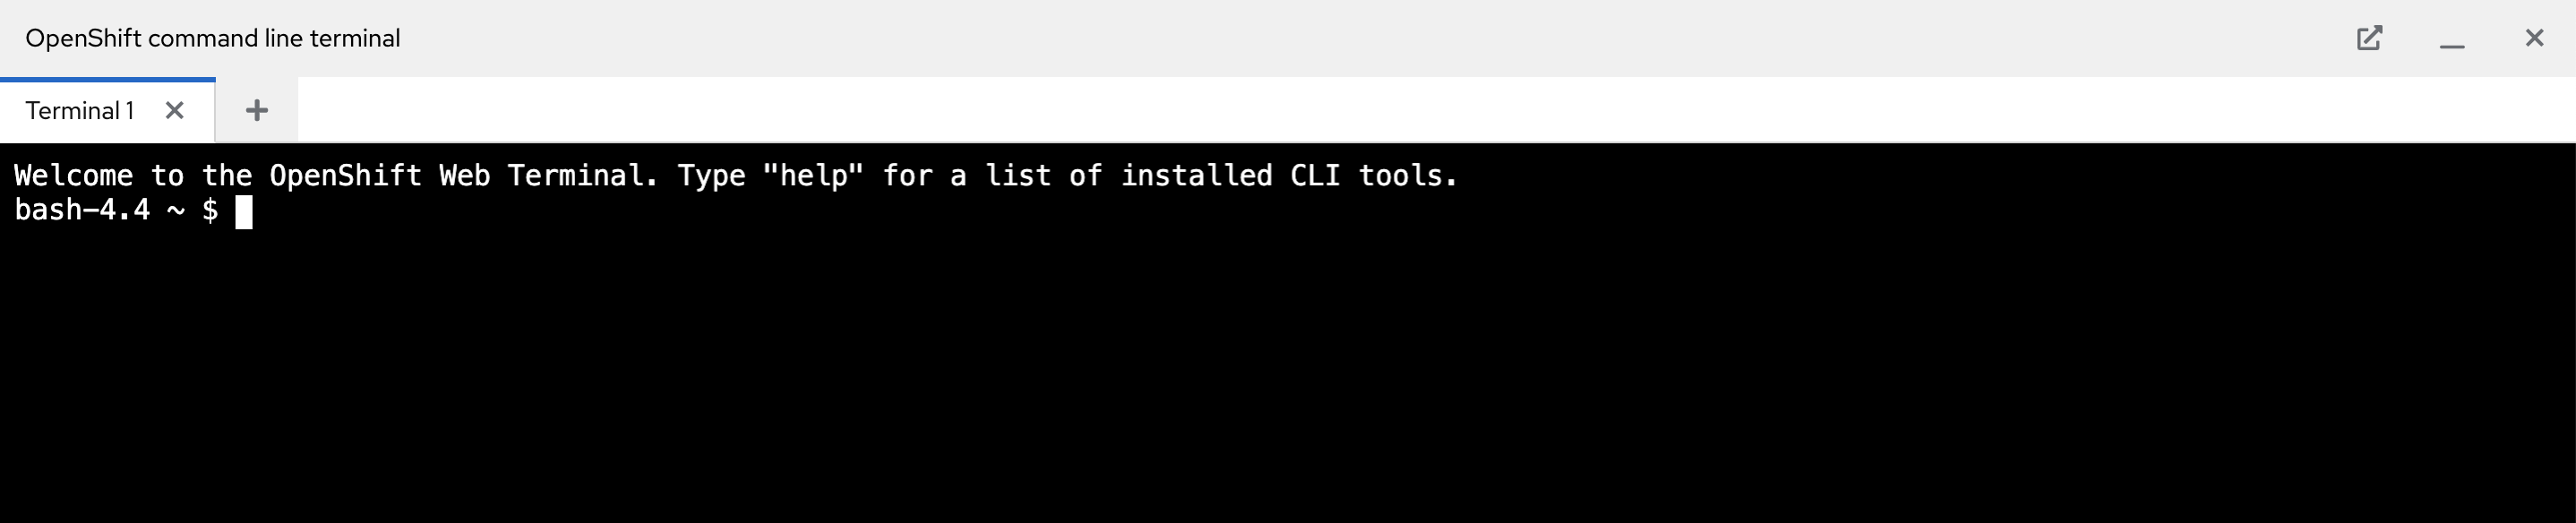 OpenShift command line terminal
Terminal 1
Welcome to the OpenShift Web Terminal. Type "help" for a list of installed CLI tools.
bash-4.4 ~ $